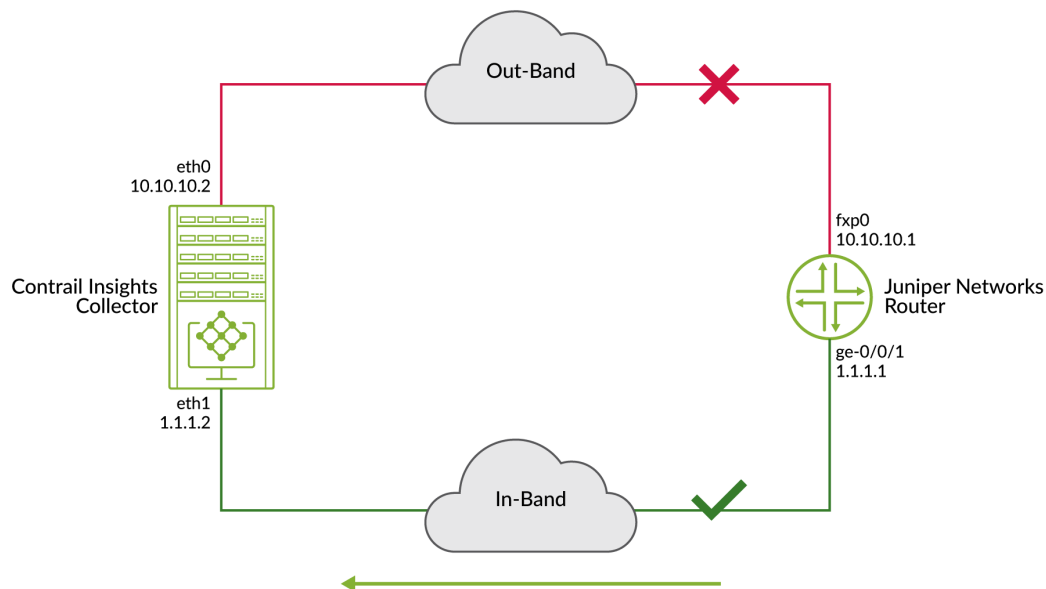 Out-Band
eth0
10.10.10.2
fxp0
10.10.10.1
Contrail Insights
Collector
Juniper Networks
Router
ge-0/0/1
1.1.1.1
eth1
1.1.1.2
In-Band